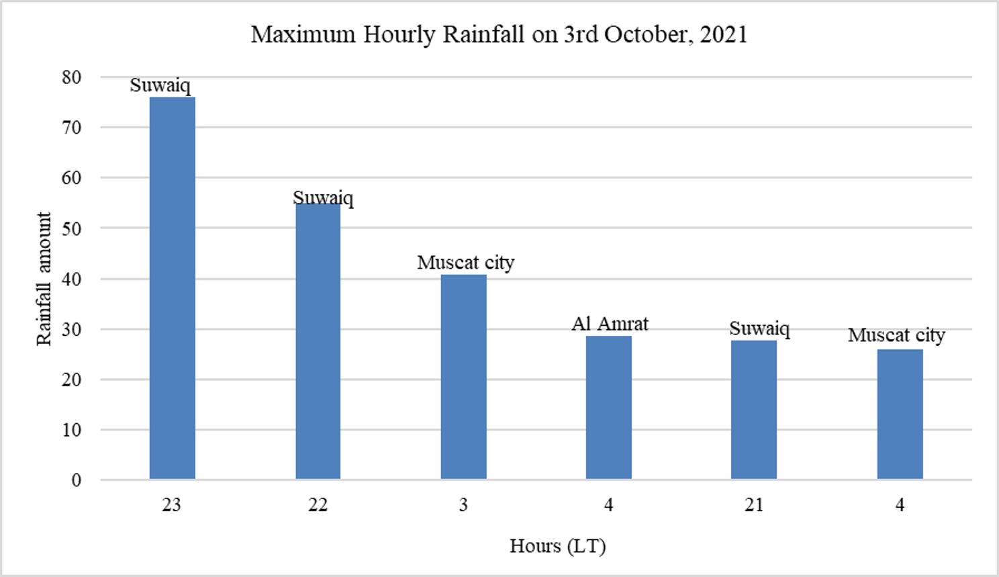 Maximum Hourly Rainfall on 3rd October, 2021
Rainfall amount
80
70
60
50
40
30
20
10
0
Suwaiq
Suwaiq
Muscat city
Al Amrat
Suwaiq
Muscat city
23 22 3 4 21 4
Hours (LT)